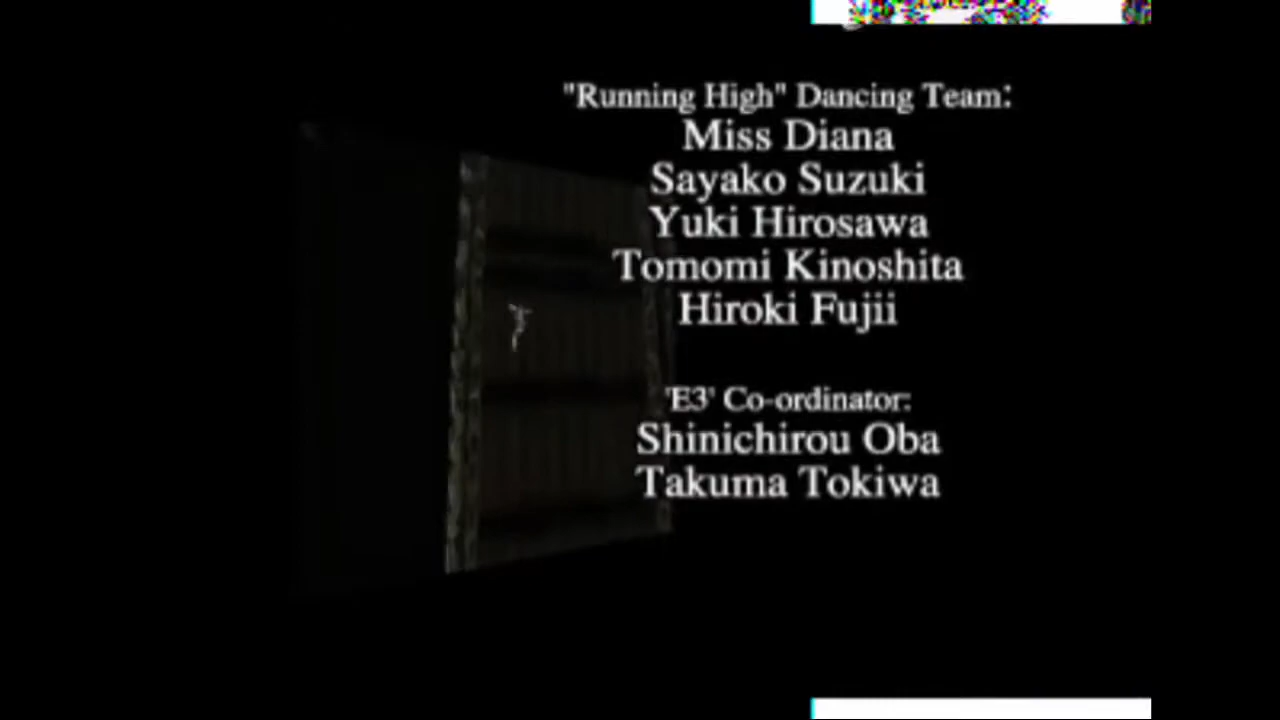 "Running High" Dancing Team:
Miss Diana
Sayako Suzuki
Yuki Hirosawa
Tomomi Kinoshita
Hiroki Fujii
'E3' Co-ordinator:
Shinichirou Oba
Takuma Tokiwa